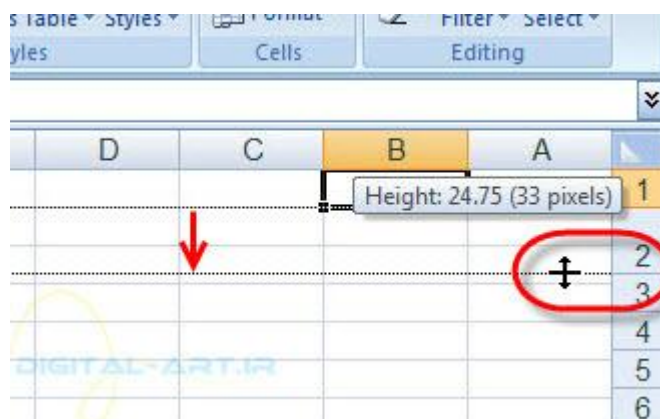 Table Styles Format Filter Select
Cells Editing
D C B A
Height: 24.75 (33 pixels)
1
2
3
4
5
6
DIGITAL-ART.IR